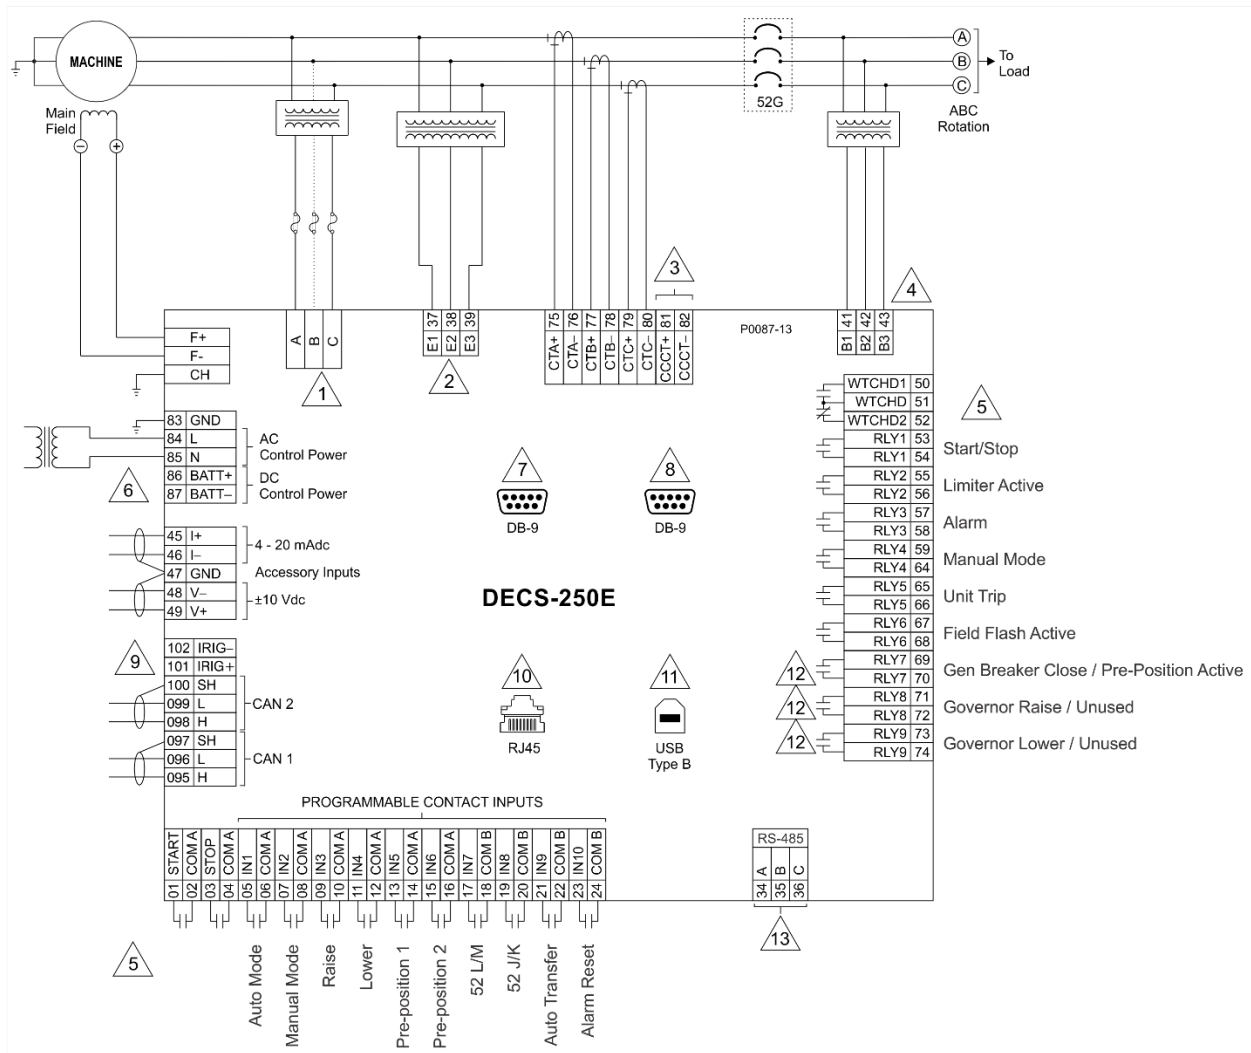 MACHINE
52G
A
B
C
To
Load
ABC
Rotation
Main
Field
−
+
3
4
P0087-13
F+
F-
CH
A
B
C
1
E1 37
E2 38
E3 39
2
CTA+ 75
CTA– 76
CTB+ 77
CTB– 78
CTC+ 79
CTC– 80
CCCT+ 81
CCCT– 82
B1 41
B2 42
B3 43
83 GND
84 L
85 N
AC
Control Power
86 BATT+
87 BATT–
DC
Control Power
6
45 I+
46 I–
4 - 20 mAdc
47 GND
Accessory Inputs
48 V–
49 V+
±10 Vdc
9
102 IRIG–
101 IRIG+
100 SH
099 L
098 H
CAN 2
097 SH
096 L
095 H
CAN 1
7
DB-9
8
DB-9
DECS-250E
10
RJ45
11
USB
Type B
WTCHD1 50
WTCHD 51
WTCHD2 52
5
RLY1 53
RLY1 54
Start/Stop
RLY2 55
RLY2 56
Limiter Active
RLY3 57
RLY3 58
Alarm
RLY4 59
RLY4 64
Manual Mode
RLY5 65
RLY5 66
Unit Trip
RLY6 67
RLY6 68
Field Flash Active
12
RLY7 69
RLY7 70
Gen Breaker Close / Pre-Position Active
12
RLY8 71
RLY8 72
Governor Raise / Unused
12
RLY9 73
RLY9 74
Governor Lower / Unused
PROGRAMMABLE CONTACT INPUTS
01 START
02 COM A
03 STOP
04 COM A
05 IN1
06 COM A
07 IN2
08 COM A
09 IN3
10 COM A
11 IN4
12 COM A
13 IN5
14 COM A
15 IN6
16 COM A
17 IN7
18 COM B
19 IN8
20 COM B
21 IN9
22 COM B
23 IN10
24 COM B
5
Auto Mode
Manual Mode
Raise
Lower
Pre-position 1
Pre-position 2
52 L/M
52 J/K
Auto Transfer
Alarm Reset
RS-485
34 A
35 B
36 C
13